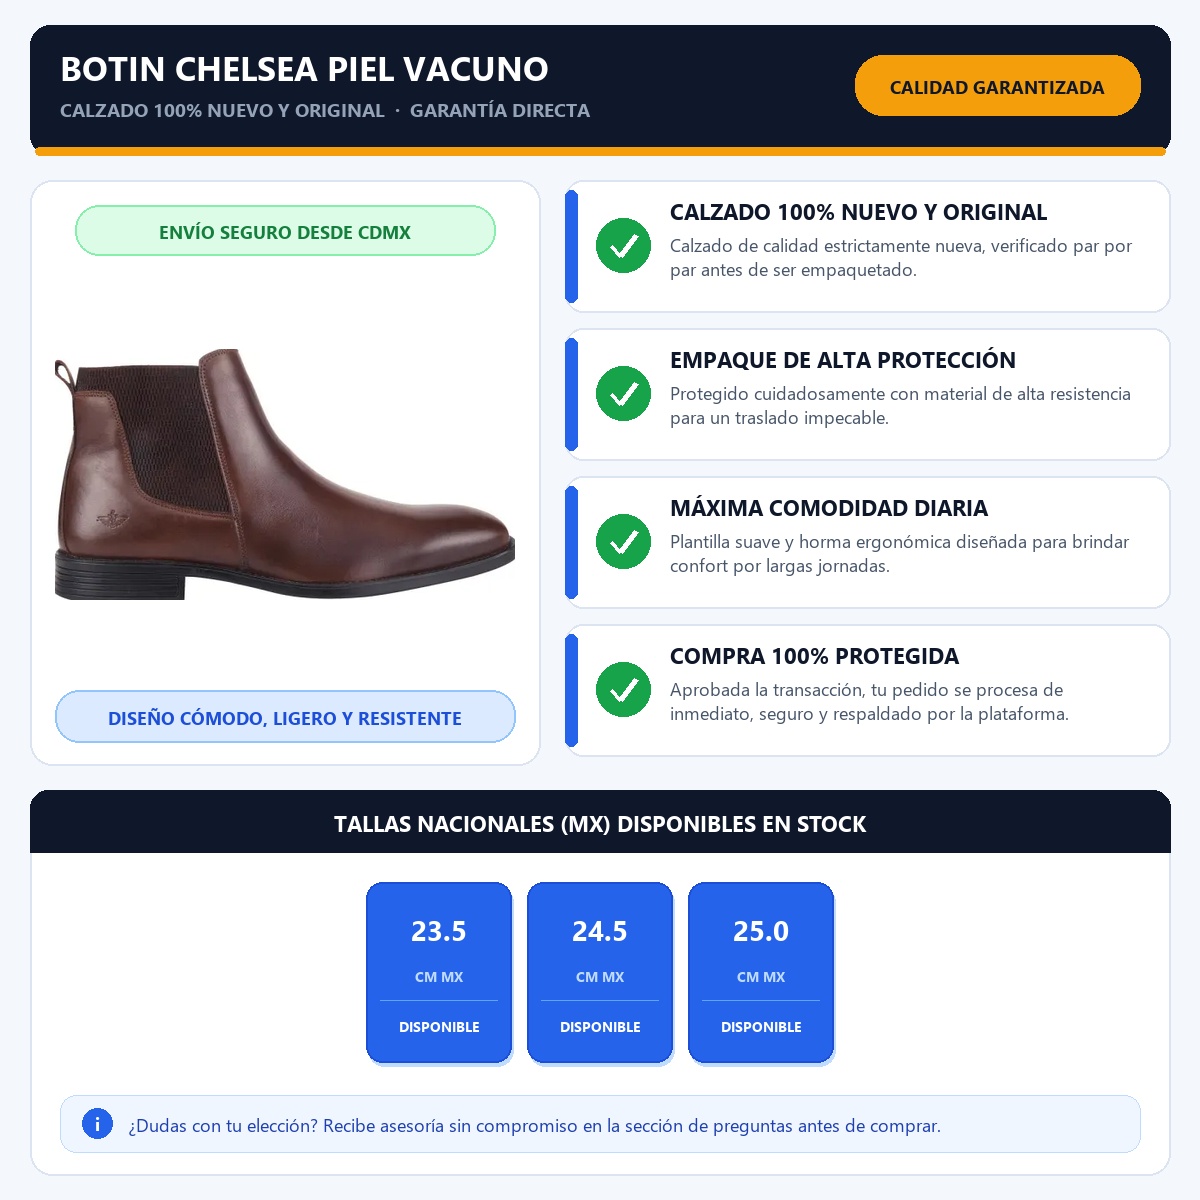 BOTIN CHELSEA PIEL VACUNO
CALZADO 100% NUEVO Y ORIGINAL · GARANTÍA DIRECTA
CALIDAD GARANTIZADA
ENVÍO SEGURO DESDE CDMX
DISEÑO CÓMODO, LIGERO Y RESISTENTE
CALZADO 100% NUEVO Y ORIGINAL
Calzado de calidad estrictamente nueva, verificado par por
par antes de ser empaquetado.
EMPAQUE DE ALTA PROTECCIÓN
Protegido cuidadosamente con material de alta resistencia
para un traslado impecable.
MÁXIMA COMODIDAD DIARIA
Plantilla suave y horma ergonómica diseñada para brindar
confort por largas jornadas.
COMPRA 100% PROTEGIDA
Aprobada la transacción, tu pedido se procesa de
inmediato, seguro y respaldado por la plataforma.
TALLAS NACIONALES (MX) DISPONIBLES EN STOCK
23.5
CM MX
DISPONIBLE
24.5
CM MX
DISPONIBLE
25.0
CM MX
DISPONIBLE
¿Dudas con tu elección? Recibe asesoría sin compromiso en la sección de preguntas antes de comprar.